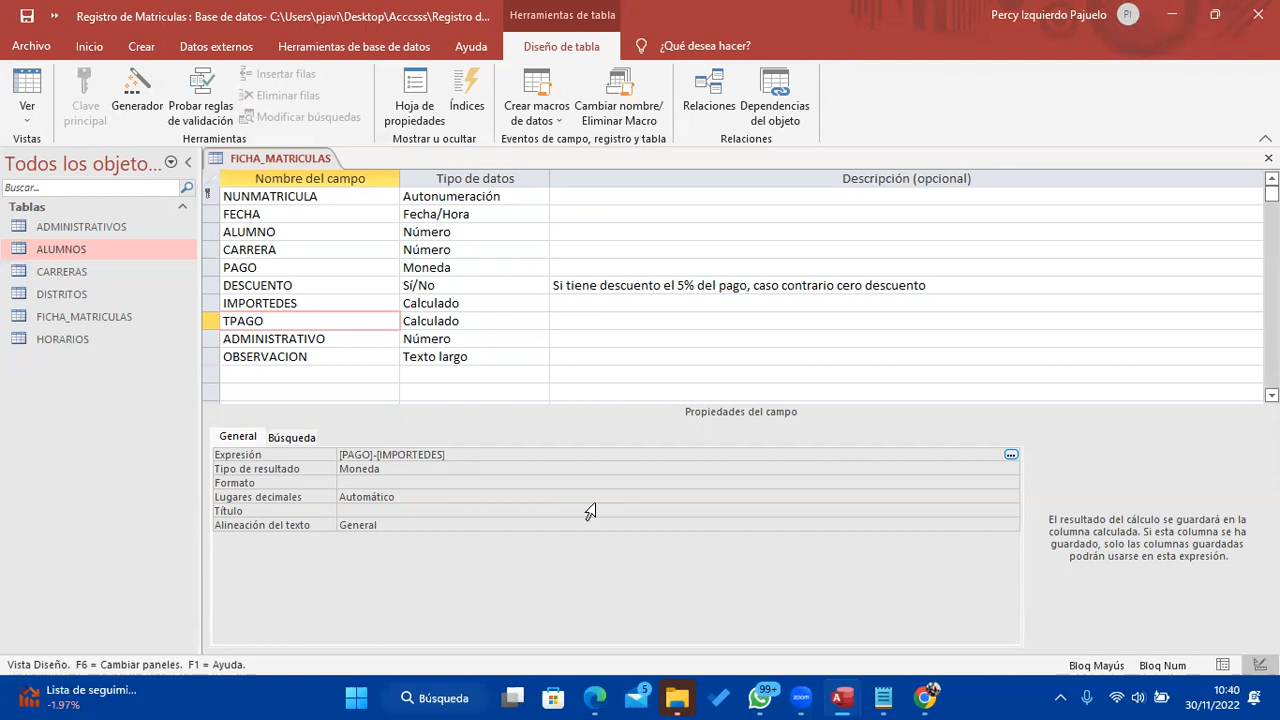 Registro de Matriculas : Base de datos- C:\Users\pjavi\Desktop\Acccsss\Registro d...
Herramientas de tabla
Percy Izquierdo Pajuelo
PI
Archivo
Inicio
Crear
Datos externos
Herramientas de base de datos
Ayuda
Diseño de tabla
¿Qué desea hacer?
Ver
Clave principal
Generador
Probar reglas de validación
Insertar filas
Eliminar filas
Modificar búsquedas
Hoja de propiedades
Índices
Crear macros de datos
Cambiar nombre/ Eliminar Macro
Relaciones
Dependencias del objeto
Vistas
Herramientas
Mostrar u ocultar
Eventos de campo, registro y tabla
Relaciones
Todos los objeto...
Buscar...
Tablas
ADMINISTRATIVOS
ALUMNOS
CARRERAS
DISTRITOS
FICHA_MATRICULAS
HORARIOS
FICHA_MATRICULAS
Nombre del campo Tipo de datos Descripción (opcional)
NUNMATRICULA Autonumeración
FECHA Fecha/Hora
ALUMNO Número
CARRERA Número
PAGO Moneda
DESCUENTO Sí/No Si tiene descuento el 5% del pago, caso contrario cero descuento
IMPORTEDES Calculado
TPAGO Calculado
ADMINISTRATIVO Número
OBSERVACION Texto largo
Propiedades del campo
General Búsqueda
Expresión [PAGO]-[IMPORTEDES]
Tipo de resultado Moneda
Formato
Lugares decimales Automático
Título
Alineación del texto General
El resultado del cálculo se guardará en la
columna calculada. Si esta columna se ha
guardado, solo las columnas guardadas
podrán usarse en esta expresión.
Vista Diseño. F6 = Cambiar paneles. F1 = Ayuda.
Bloq Mayús Bloq Num
Lista de seguimi...
-1.97%
Búsqueda
5
99+
zoom
10:40
30/11/2022